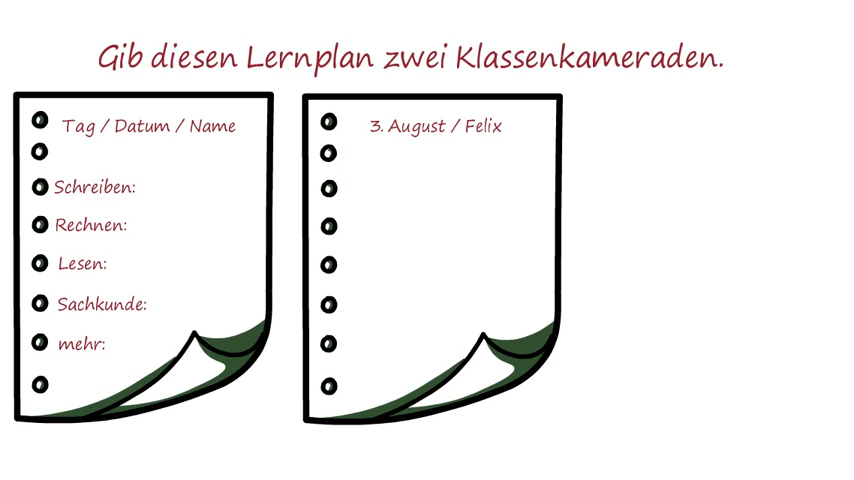 Gib diesen Lernplan zwei Klassenkameraden.
Tag / Datum / Name
Schreiben:
Rechnen:
Lesen:
Sachkunde:
mehr:
3. August / Felix